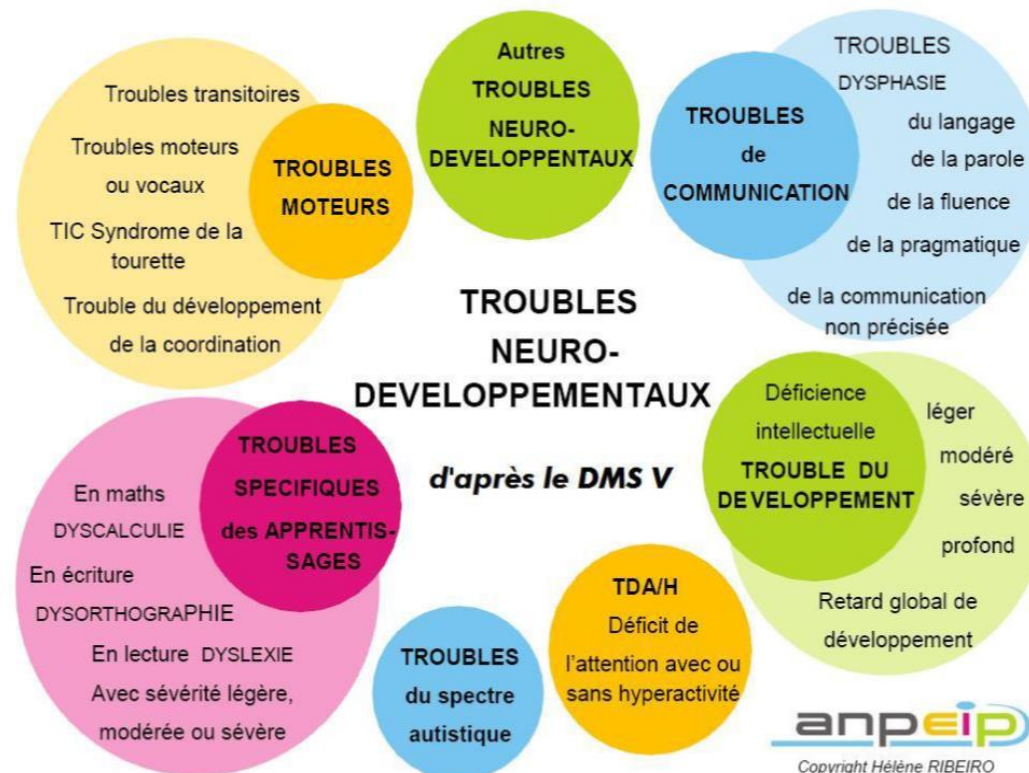 Troubles transitoires
Troubles moteurs
ou vocaux
TIC Syndrome de la
tourette
Trouble du développement
de la coordination
TROUBLES
MOTEURS
Autres
TROUBLES
NEURO-
DEVELOPPENTAUX
TROUBLES
de
COMMUNICATION
TROUBLES
DYSPHASIE
du langage
de la parole
de la fluence
de la pragmatique
de la communication
non précisée
TROUBLES
NEURO-
DEVELOPPEMENTAUX
d'après le DMS V
TROUBLES
SPECIFIQUES
des APPRENTIS-
SAGES
En maths
DYSCALCULIE
En écriture
DYSORTHOGRAPHIE
En lecture DYSLEXIE
Avec sévérité légère,
modérée ou sévère
TROUBLES
du spectre
autistique
TDA/H
Déficit de
l'attention avec ou
sans hyperactivité
Déficience
intellectuelle
TROUBLE DU
DEVELOPPEMENT
léger
modéré
sévère
profond
Retard global de
développement
anpeip
Copyright Hélène RIBEIRO